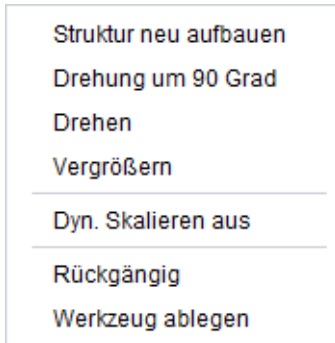 Struktur neu aufbauen
Drehung um 90 Grad
Drehen
Vergrößern
Dyn. Skalieren aus
Rückgängig
Werkzeug ablegen